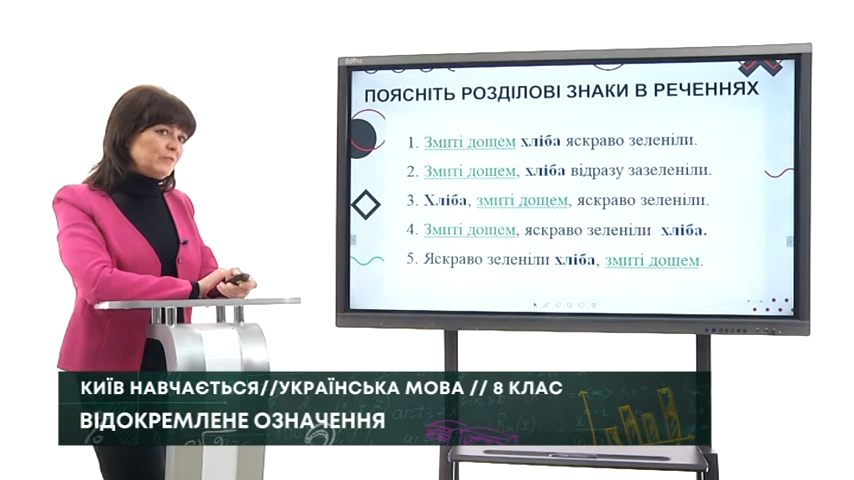 EdPro
ПОЯСНІТЬ РОЗДІЛОВІ ЗНАКИ В РЕЧЕННЯХ
1. Змиті дощем хліба яскраво зеленіли.
2. Змиті дощем, хліба відразу зазеленіли.
3. Хліба, змиті дощем, яскраво зеленіли.
4. Змиті дощем, яскраво зеленіли хліба.
5. Яскраво зеленіли хліба, змиті дощем.
КИЇВ НАВЧАЄТЬСЯ//УКРАЇНСЬКА МОВА // 8 КЛАС
ВІДОКРЕМЛЕНЕ ОЗНАЧЕННЯ